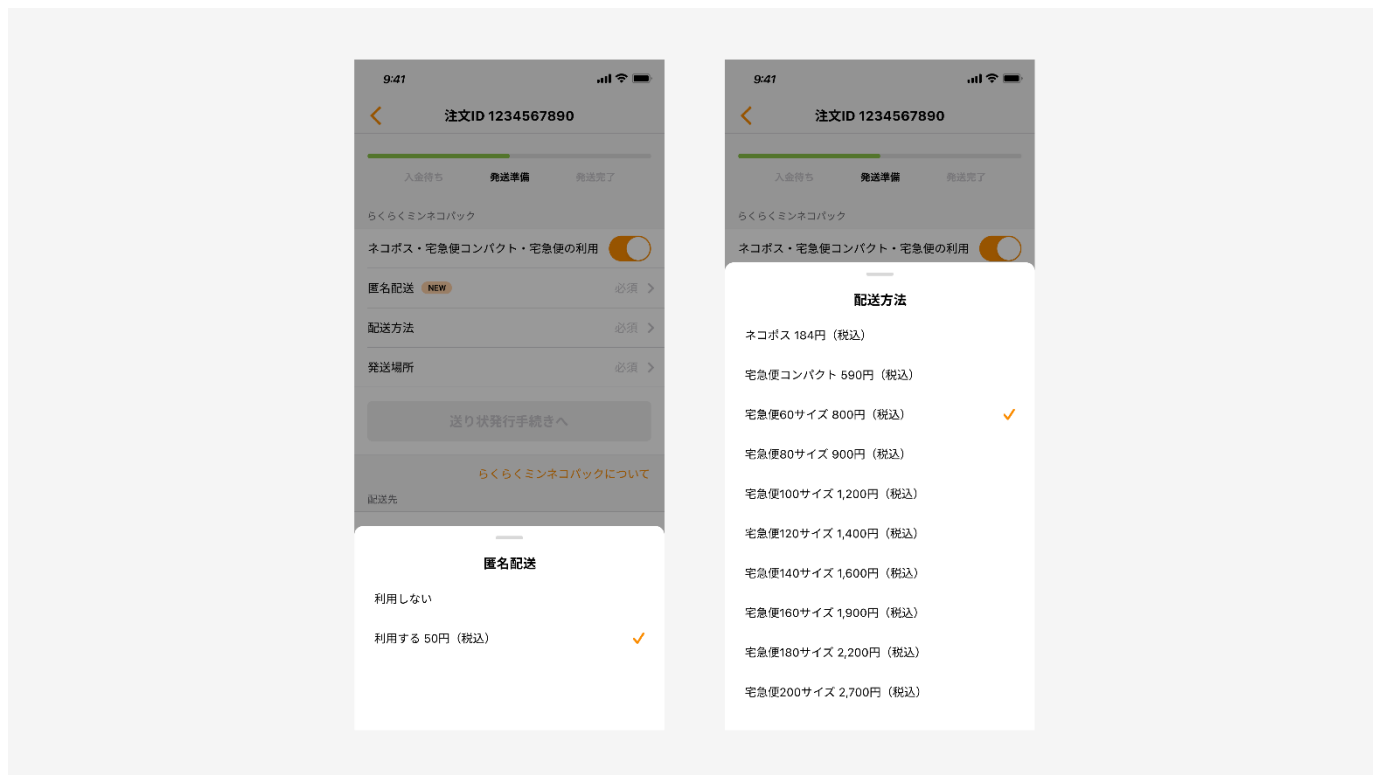 9:41
注文ID 1234567890
入金待ち 発送準備 発送完了
らくらくミンネコパック
ネコポス・宅急便コンパクト・宅急便の利用
匿名配送 NEW 必須
配送方法 必須
発送場所 必須
送り状発行手続きへ
らくらくミンネコパックについて
配送先
匿名配送
利用しない
利用する 50円（税込）
9:41
注文ID 1234567890
入金待ち 発送準備 発送完了
らくらくミンネコパック
ネコポス・宅急便コンパクト・宅急便の利用
配送方法
ネコポス 184円（税込）
宅急便コンパクト 590円（税込）
宅急便60サイズ 800円（税込）
宅急便80サイズ 900円（税込）
宅急便100サイズ 1,200円（税込）
宅急便120サイズ 1,400円（税込）
宅急便140サイズ 1,600円（税込）
宅急便160サイズ 1,900円（税込）
宅急便180サイズ 2,200円（税込）
宅急便200サイズ 2,700円（税込）